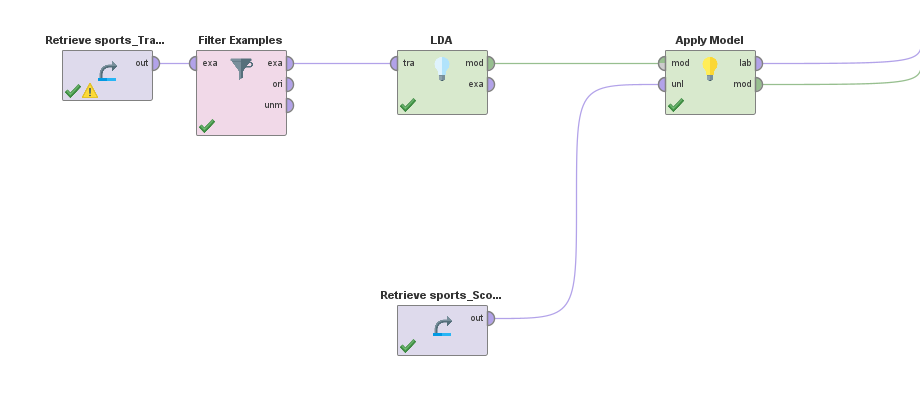 Retrieve sports_Tra...
out
Filter Examples
exa exa
ori
unm
LDA
tra mod
exa
Apply Model
mod lab
unl mod
Retrieve sports_Sco...
out